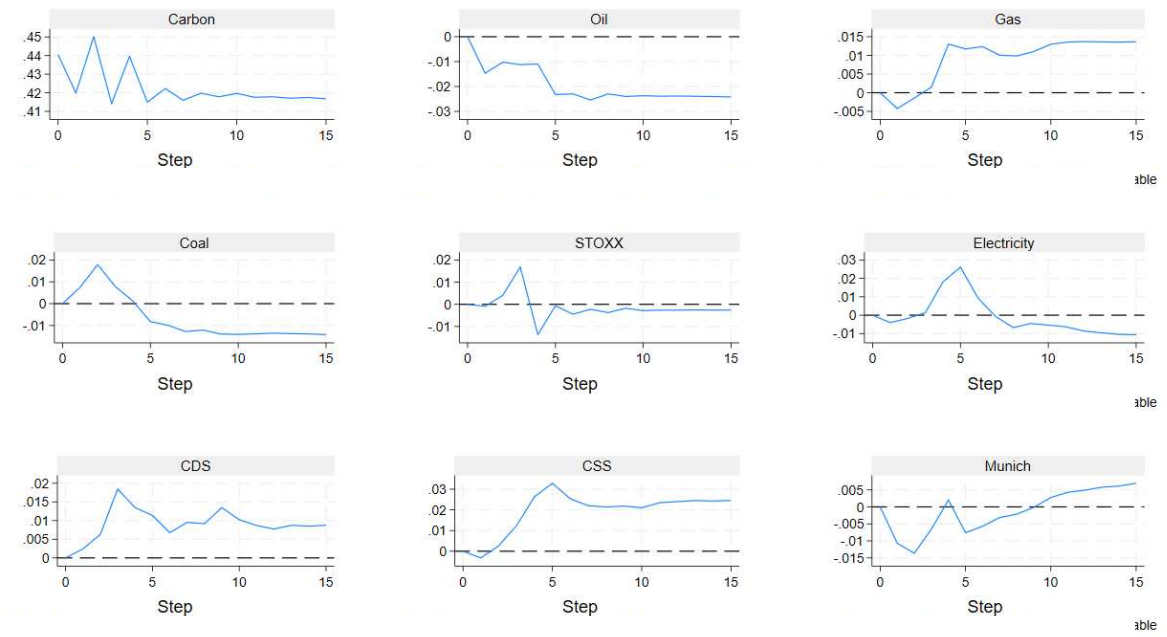 Carbon Oil Gas
.45 0 .015
.44 -.01 .01
.43 -.02 .005
.42 -.03 0
.41 -.005
0 5 10 15 0 5 10 15 0 5 10 15
Step Step Step
able
Coal STOXX Electricity
.02 .02 .03
.01 .01 .02
0 0 .01
-.01 -.01 0
-.01
0 5 10 15 0 5 10 15 0 5 10 15
Step Step Step
able
CDS CSS Munich
.02 .03 .005
.015 .02 0
.01 .01 -.005
.005 0 -.01
0 -.015
0 5 10 15 0 5 10 15 0 5 10 15
Step Step Step
able